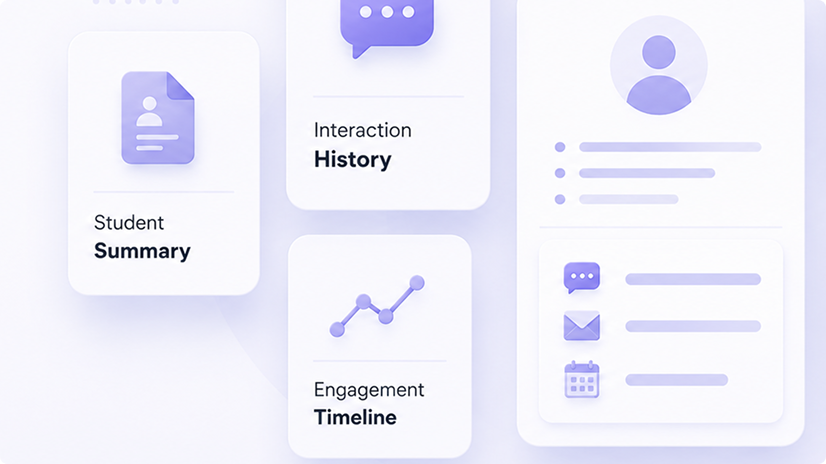 Student
Summary
Interaction
History
Engagement
Timeline